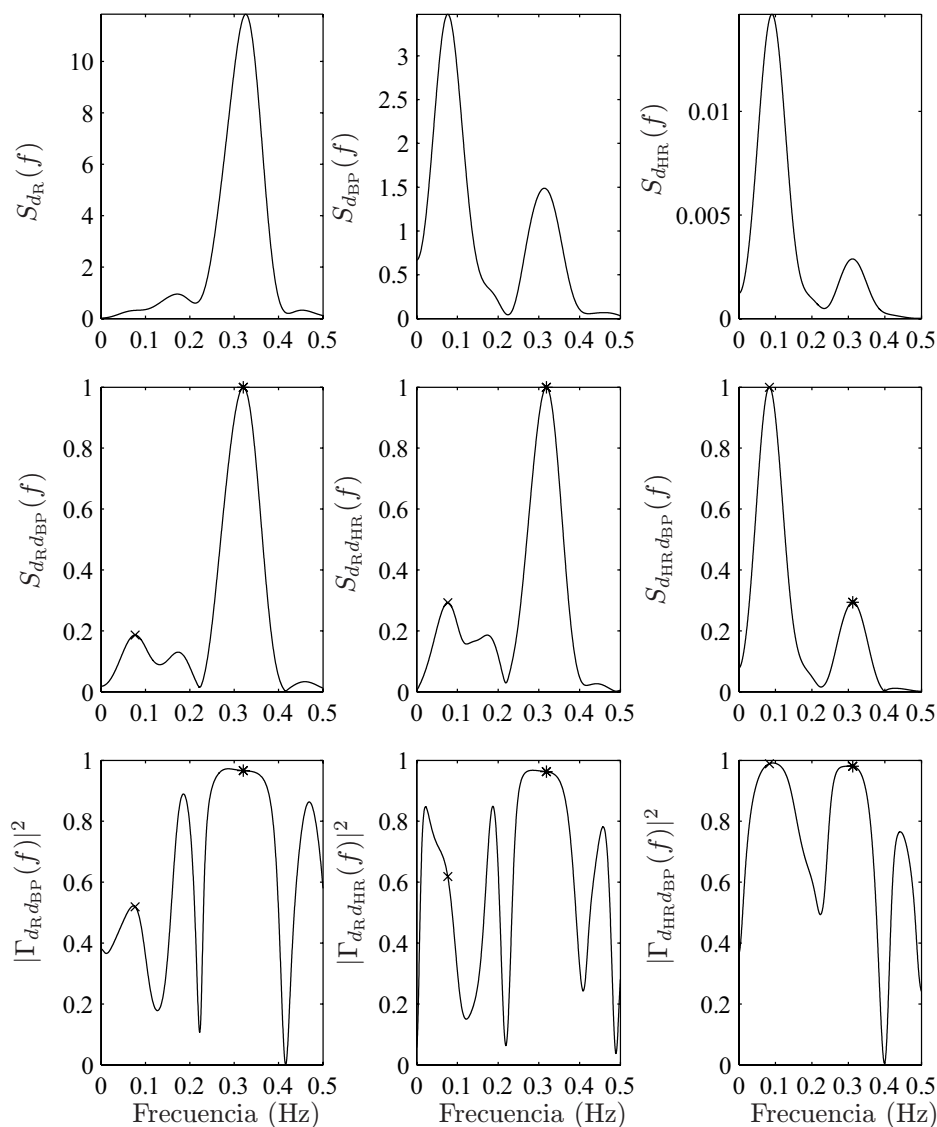 S_{d_R}(f)
10
8
6
4
2
0
0 0.1 0.2 0.3 0.4 0.5
S_{d_BP}(f)
3
2.5
2
1.5
1
0.5
0
0 0.1 0.2 0.3 0.4 0.5
S_{d_HR}(f)
0.01
0.005
0
0 0.1 0.2 0.3 0.4 0.5
S_{d_R d_BP}(f)
1
0.8
0.6
0.4
0.2
0
0 0.1 0.2 0.3 0.4 0.5
S_{d_R d_HR}(f)
1
0.8
0.6
0.4
0.2
0
0 0.1 0.2 0.3 0.4 0.5
S_{d_HR d_BP}(f)
1
0.8
0.6
0.4
0.2
0
0 0.1 0.2 0.3 0.4 0.5
|Γ_{d_R d_BP}(f)|²
1
0.8
0.6
0.4
0.2
0
0 0.1 0.2 0.3 0.4 0.5
Frecuencia (Hz)
|Γ_{d_R d_HR}(f)|²
1
0.8
0.6
0.4
0.2
0
0 0.1 0.2 0.3 0.4 0.5
Frecuencia (Hz)
|Γ_{d_HR d_BP}(f)|²
1
0.8
0.6
0.4
0.2
0
0 0.1 0.2 0.3 0.4 0.5
Frecuencia (Hz)